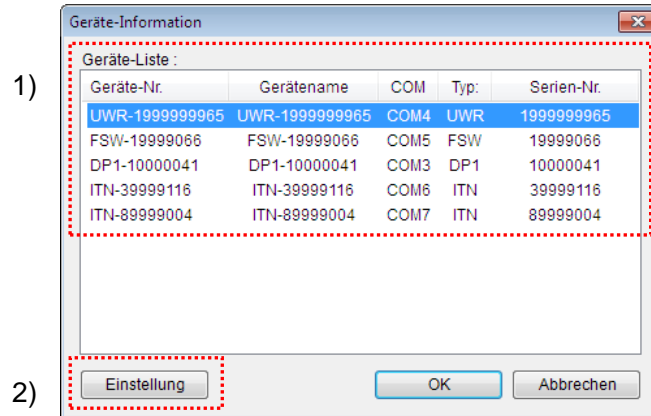 Geräte-Information
1)
Geräte-Liste :
Geräte-Nr. Gerätename COM Typ: Serien-Nr.
UWR-1999999965 UWR-1999999965 COM4 UWR 1999999965
FSW-19999066 FSW-19999066 COM5 FSW 19999066
DP1-10000041 DP1-10000041 COM3 DP1 10000041
ITN-39999116 ITN-39999116 COM6 ITN 39999116
ITN-89999004 ITN-89999004 COM7 ITN 89999004
2) Einstellung OK Abbrechen